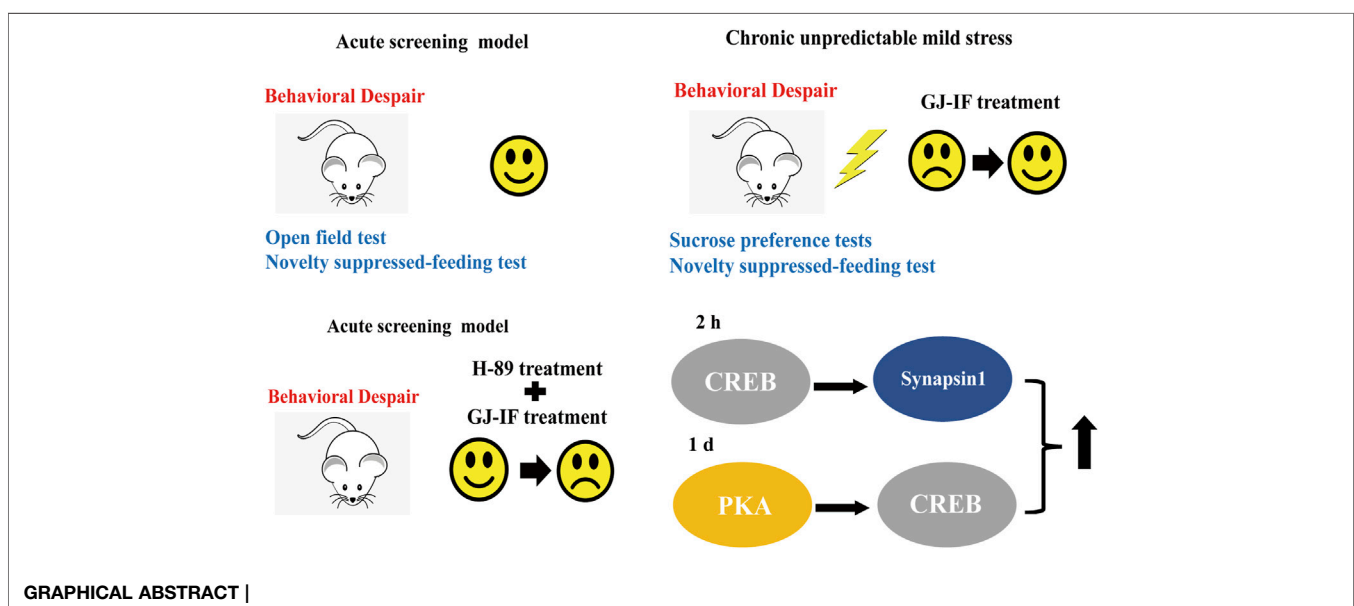 Acute screening model
Behavioral Despair
Open field test
Novelty suppressed-feeding test
Chronic unpredictable mild stress
Behavioral Despair
GJ-IF treatment
Sucrose preference tests
Novelty suppressed-feeding test
Acute screening model
Behavioral Despair
H-89 treatment
GJ-IF treatment
2 h
CREB
Synapsin1
1 d
PKA
CREB
GRAPHICAL ABSTRACT |